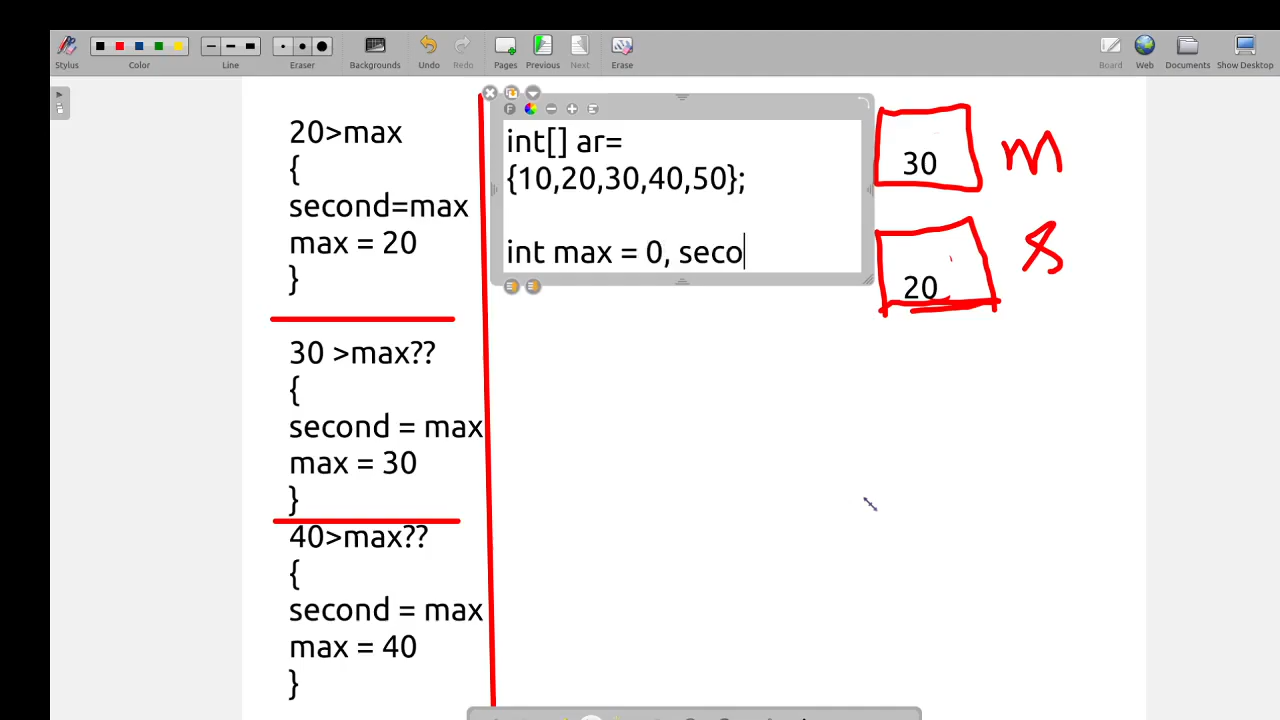 Stylus
Color
Line
Eraser
Backgrounds
Undo
Redo
Pages
Previous
Next
Erase
Board
Web
Documents
Show Desktop
20>max
{
second=max
max = 20
}
30 >max??
{
second = max
max = 30
}
40>max??
{
second = max
max = 40
}
int[] ar=
{10,20,30,40,50};
int max = 0, seco
30
m
20
s